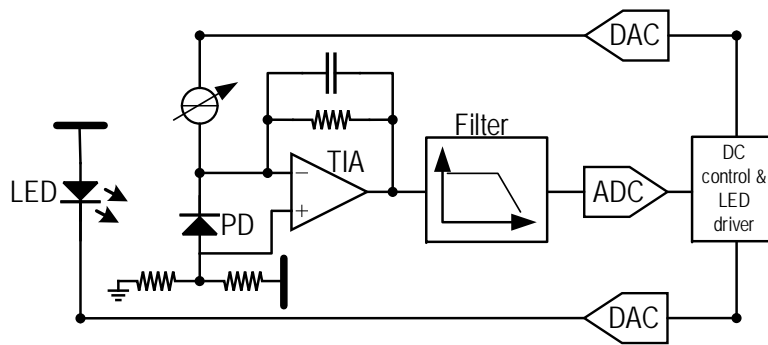 DAC
TIA
Filter
LED
PD
−
+
ADC
DC
control &
LED
driver
DAC